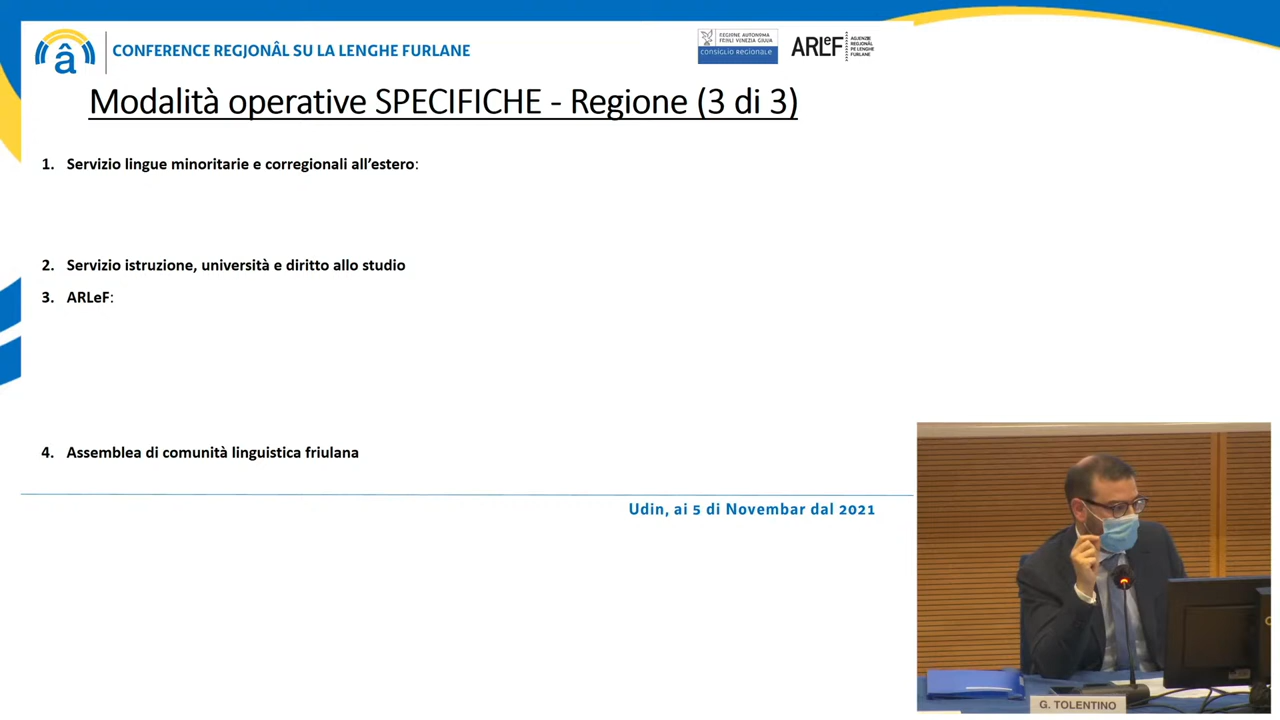 CONFERENCE REGJONÂL SU LA LENGHE FURLANE
REGIONE AUTONOMA
FRIULI VENEZIA GIULIA
consiglio regionale
ARLeF
AGJENZIE
REGJONÂL
PE LENGHE
FURLANE
Modalità operative SPECIFICHE - Regione (3 di 3)
1. Servizio lingue minoritarie e corregionali all’estero:
2. Servizio istruzione, università e diritto allo studio
3. ARLeF:
4. Assemblea di comunità linguistica friulana
Udin, ai 5 di Novembar dal 2021
G. TOLENTINO